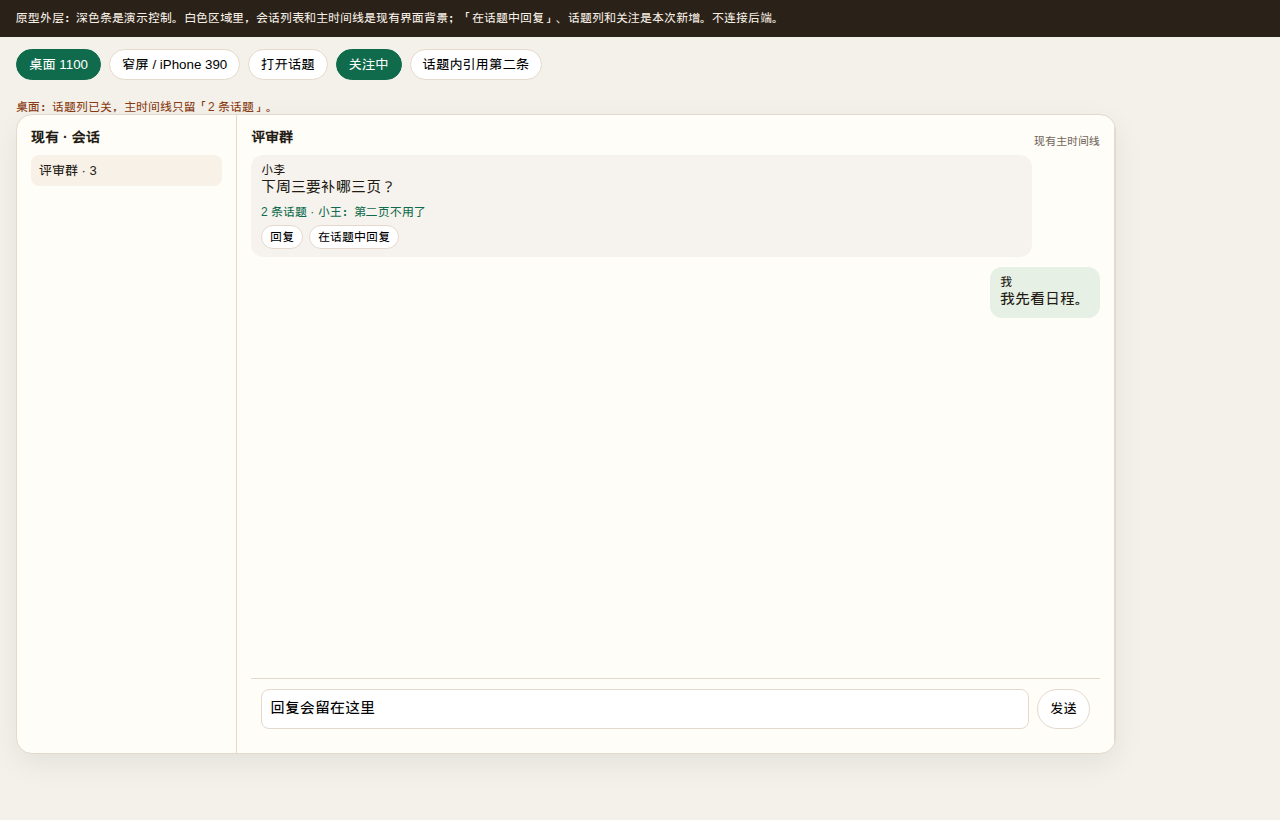 原型外层：深色条是演示控制。白色区域里，会话列表和主时间线是现有界面背景；「在话题中回复」、话题列和关注是本次新增。不连接后端。
桌面 1100
窄屏 / iPhone 390
打开话题
关注中
话题内引用第二条
桌面：话题列已关，主时间线只留「2 条话题」。
现有 · 会话
评审群 · 3
评审群
现有主时间线
小李
下周三要补哪三页？
2 条话题 · 小王：第二页不用了
回复
在话题中回复
我
我先看日程。
回复会留在这里
发送